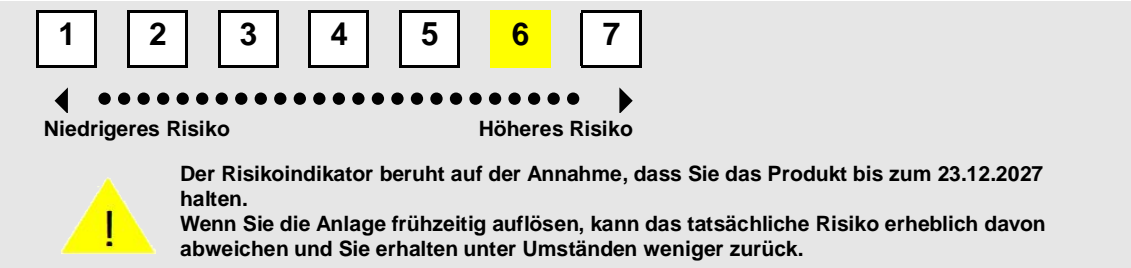 1 2 3 4 5 6 7
Niedrigeres Risiko Höheres Risiko
Der Risikoindikator beruht auf der Annahme, dass Sie das Produkt bis zum 23.12.2027
halten.
Wenn Sie die Anlage frühzeitig auflösen, kann das tatsächliche Risiko erheblich davon
abweichen und Sie erhalten unter Umständen weniger zurück.
!